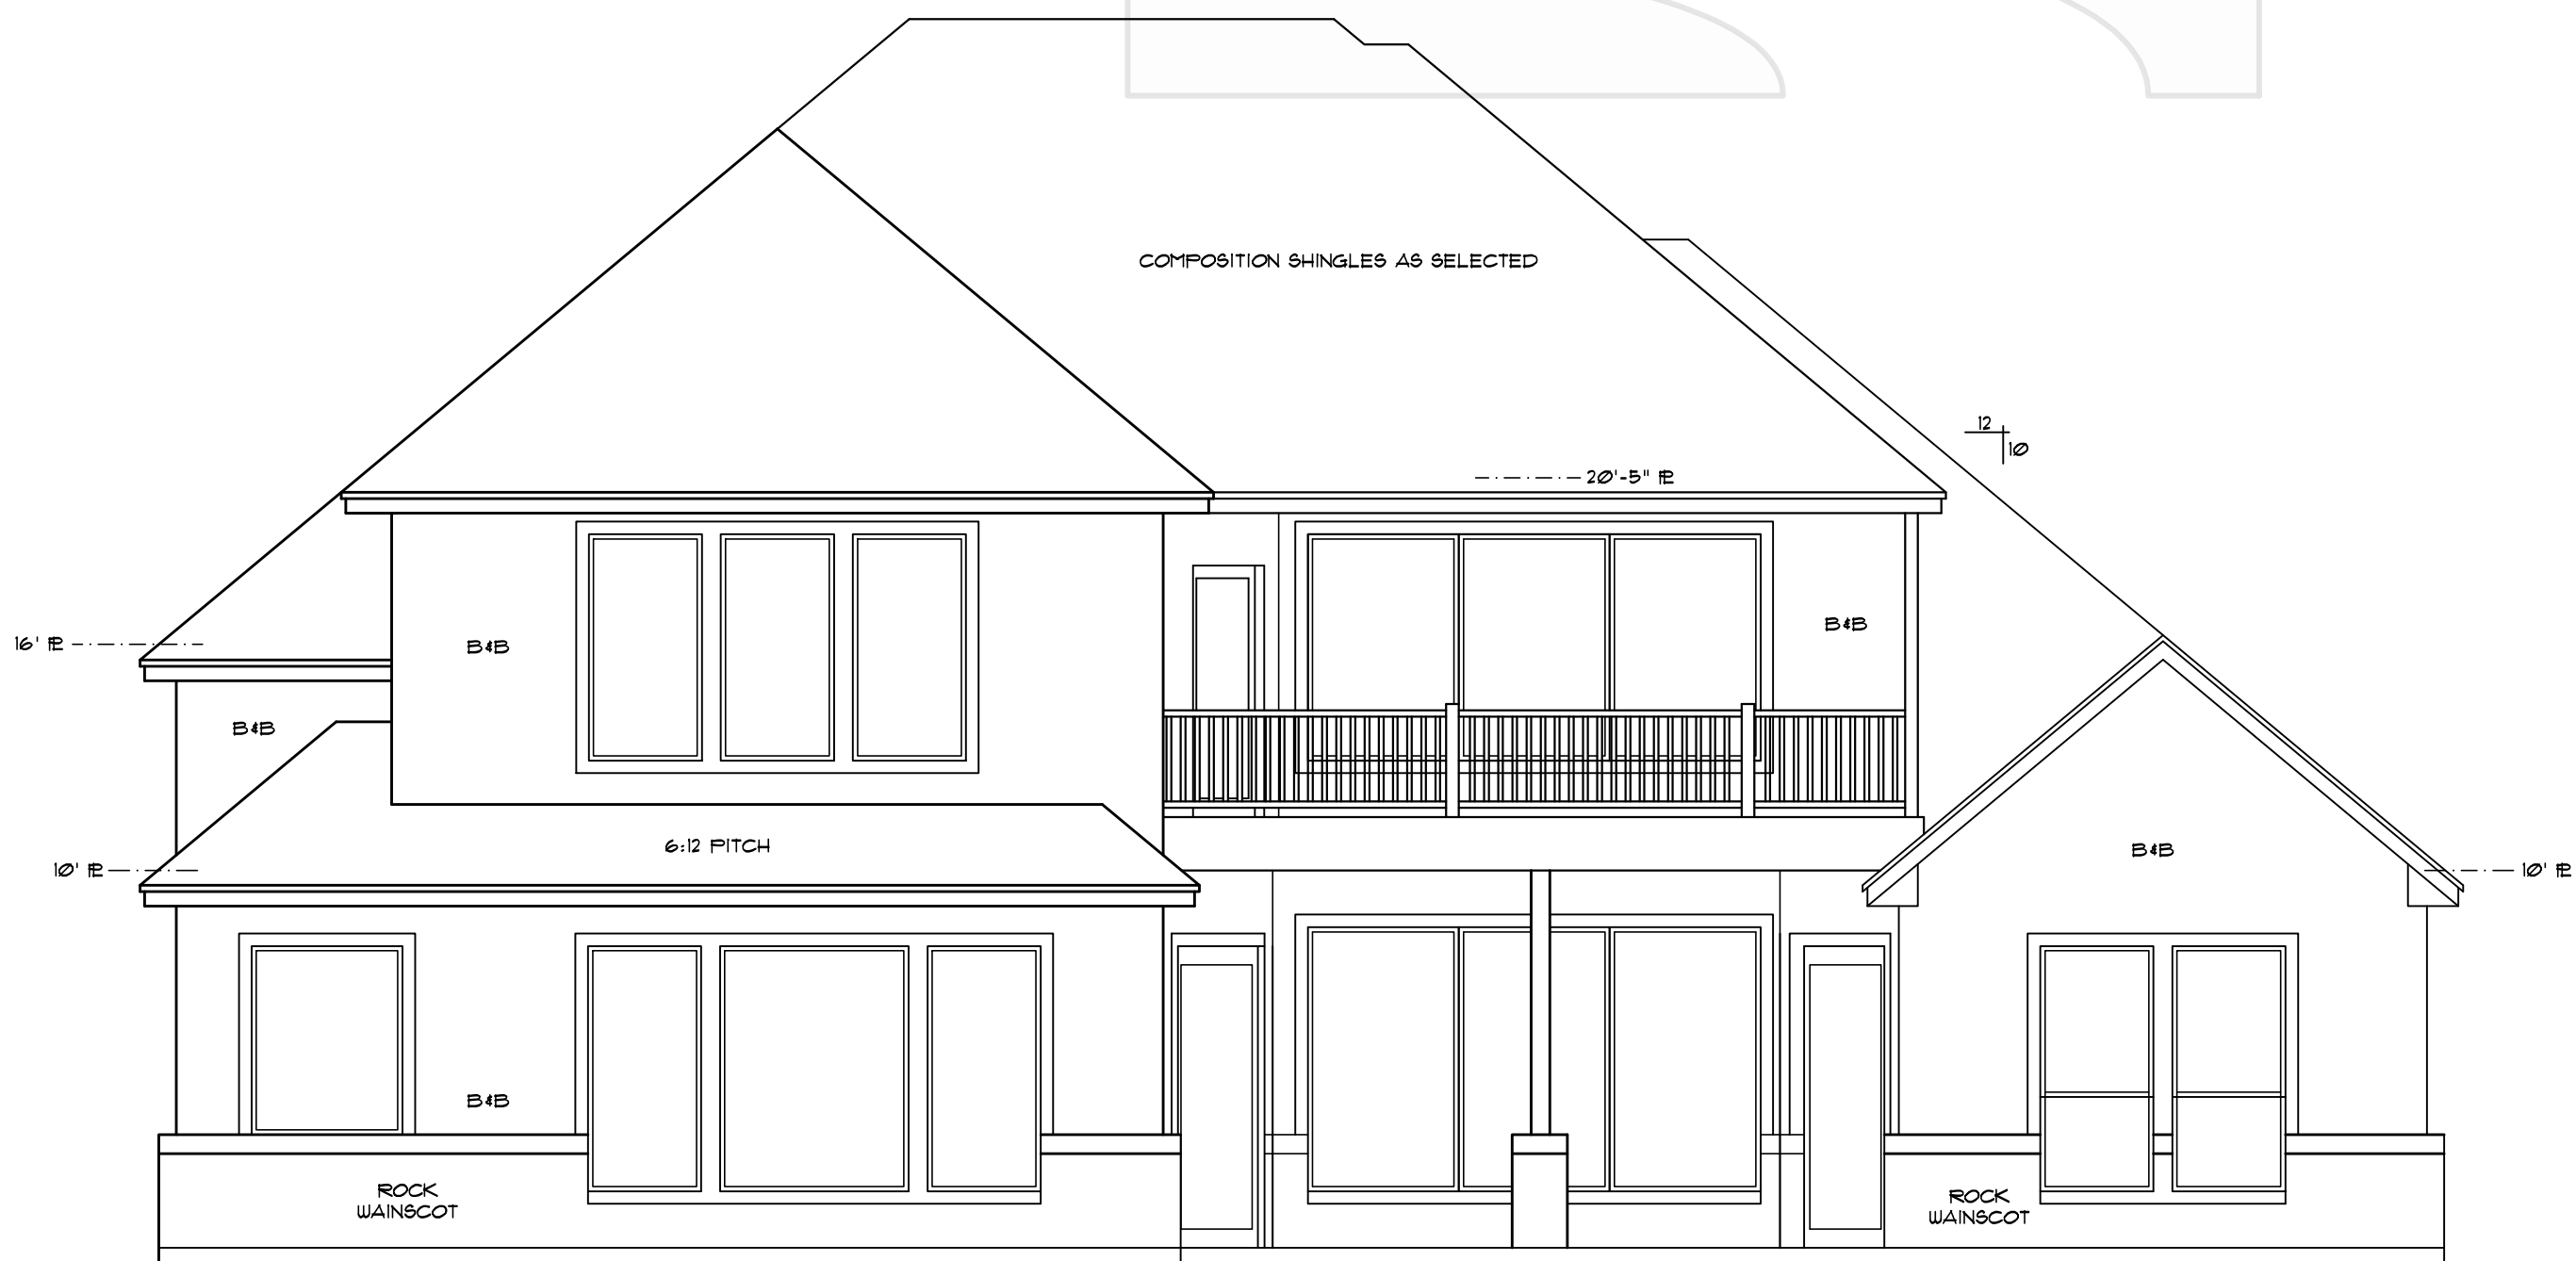 COMPOSITION SHINGLES AS SELECTED
12
10
20'-5" PL
16' PL
B&B
B&B
B&B
6:12 PITCH
B&B
10' PL
10' PL
B&B
ROCK
WAINSCOT
ROCK
WAINSCOT